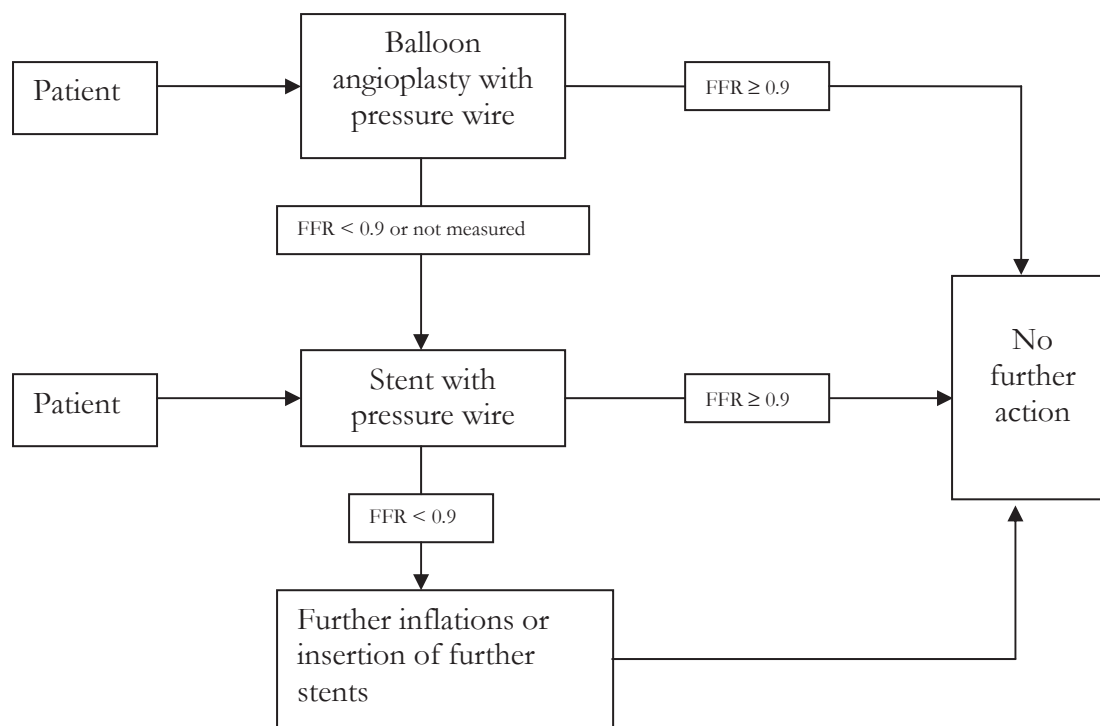 Patient
Balloon
angioplasty with
pressure wire
FFR ≥ 0.9
FFR < 0.9 or not measured
Patient
Stent with
pressure wire
FFR ≥ 0.9
No
further
action
FFR < 0.9
Further inflations or
insertion of further
stents